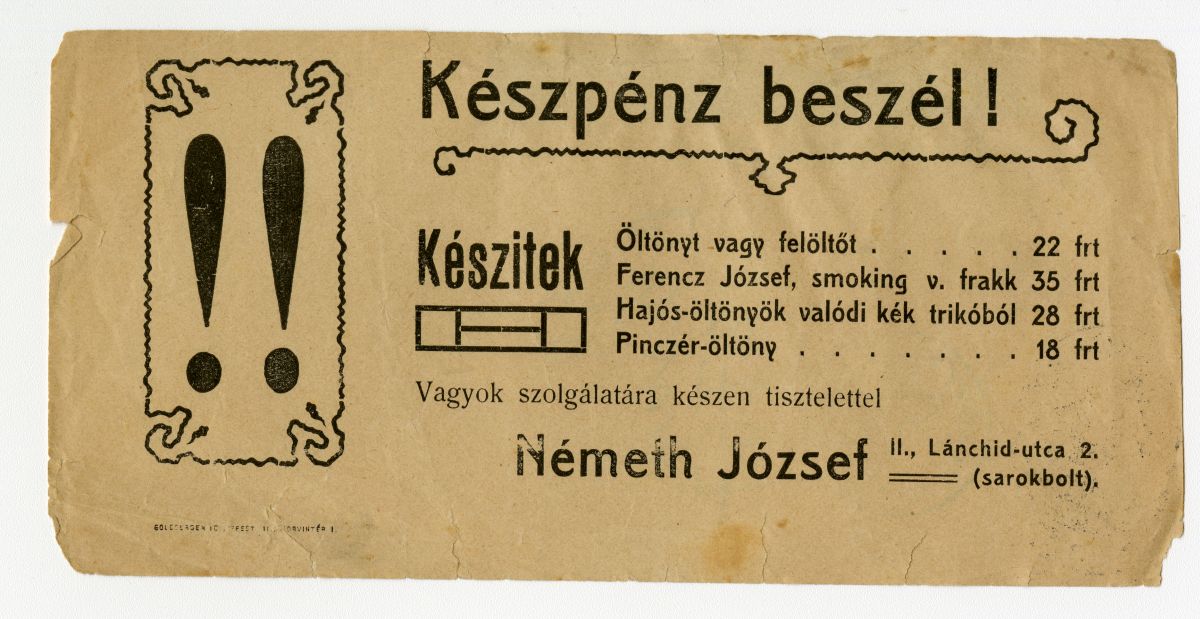 !!
Készpénz beszél!
Készitek
Öltönyt vagy felöltőt . . . . . 22 frt
Ferencz József, smoking v. frakk 35 frt
Hajós-öltönyök valódi kék trikóból 28 frt
Pinczér-öltöny . . . . . . . 18 frt
Vagyok szolgálatára készen tisztelettel
Németh József
II., Lánchid-utca 2.
(sarokbolt).